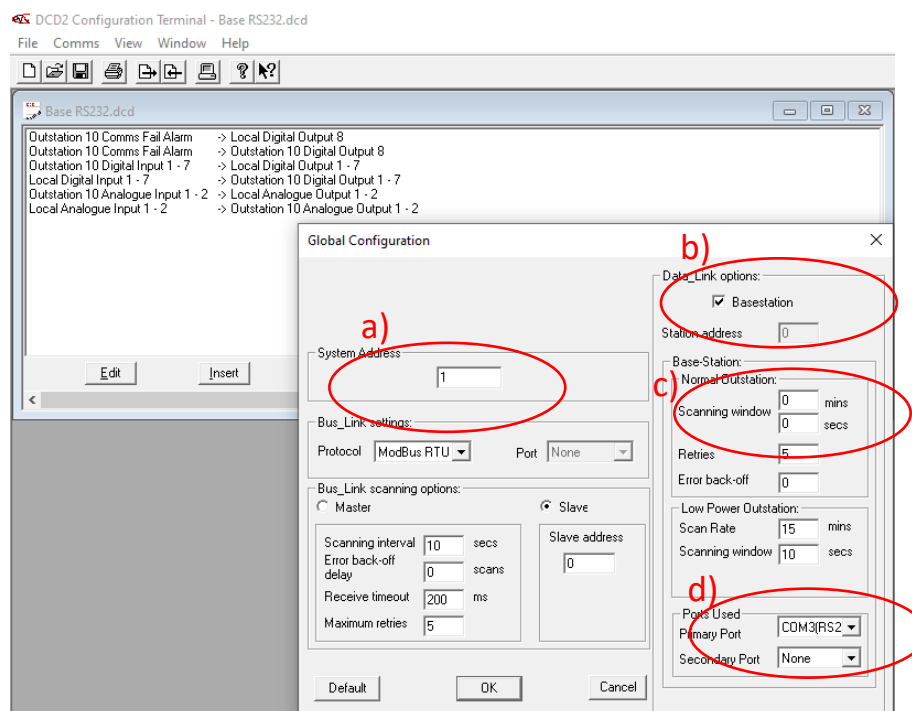 DCD2 Configuration Terminal - Base RS232.dcd
File Comms View Window Help
Base RS232.dcd
Outstation 10 Comms Fail Alarm -> Local Digital Output 8
Outstation 10 Comms Fail Alarm -> Outstation 10 Digital Output 8
Outstation 10 Digital Input 1 - 7 -> Local Digital Output 1 - 7
Local Digital Input 1 - 7 -> Outstation 10 Digital Output 1 - 7
Outstation 10 Analogue Input 1 - 2 -> Local Analogue Output 1 - 2
Local Analogue Input 1 - 2 -> Outstation 10 Analogue Output 1 - 2
Edit Insert
Global Configuration
a)
System Address
1
Bus_Link settings:
Protocol ModBus RTU Port None
Bus_Link scanning options:
Master Slave
Scanning interval 10 secs
Error back-off
delay 0 scans
Receive timeout 200 ms
Maximum retries 5
Slave address
0
Default OK Cancel
b)
Data_Link options:
Basestation
Station address 0
Base-Station:
Normal Outstation:
c)
Scanning window 0 mins
0 secs
Retries 5
Error back-off 0
Low Power Outstation:
Scan Rate 15 mins
Scanning window 10 secs
d)
Ports Used
Primary Port COM3(RS2
Secondary Port None